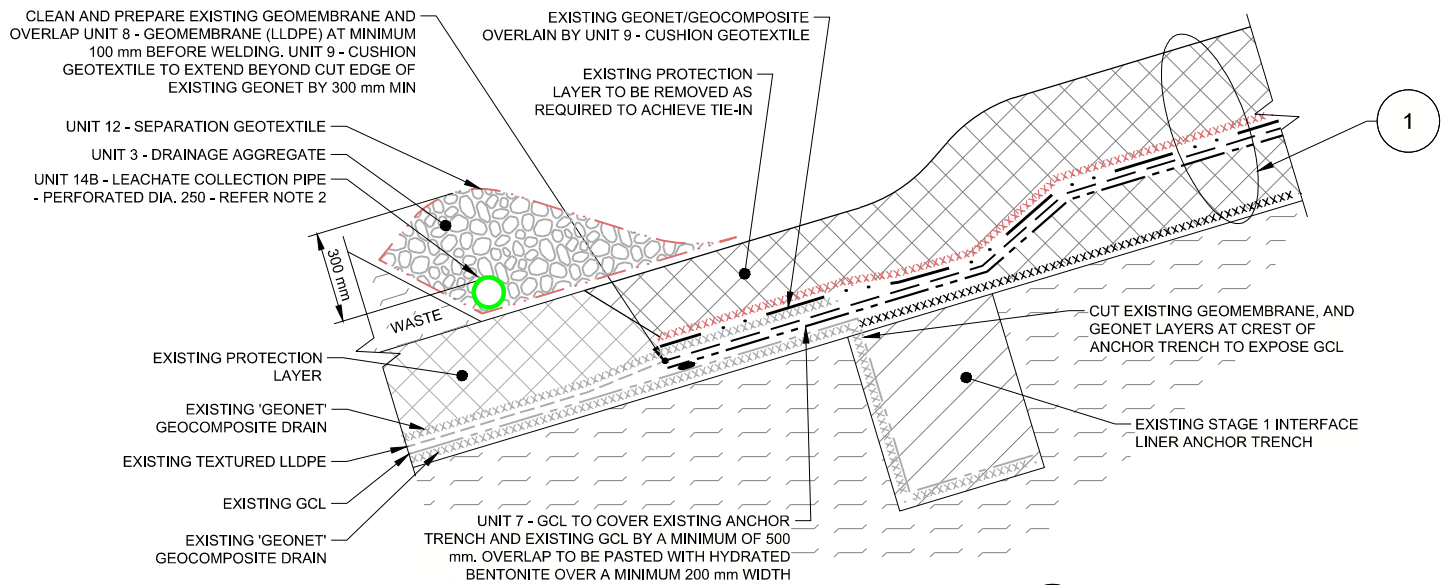 CLEAN AND PREPARE EXISTING GEOMEMBRANE AND
OVERLAP UNIT 8 - GEOMEMBRANE (LLDPE) AT MINIMUM
100 mm BEFORE WELDING. UNIT 9 - CUSHION
GEOTEXTILE TO EXTEND BEYOND CUT EDGE OF
EXISTING GEONET BY 300 mm MIN
EXISTING GEONET/GEOCOMPOSITE
OVERLAIN BY UNIT 9 - CUSHION GEOTEXTILE
EXISTING PROTECTION
LAYER TO BE REMOVED AS
REQUIRED TO ACHIEVE TIE-IN
1
UNIT 12 - SEPARATION GEOTEXTILE
UNIT 3 - DRAINAGE AGGREGATE
UNIT 14B - LEACHATE COLLECTION PIPE
- PERFORATED DIA. 250 - REFER NOTE 2
300 mm
WASTE
EXISTING PROTECTION
LAYER
EXISTING 'GEONET'
GEOCOMPOSITE DRAIN
EXISTING TEXTURED LLDPE
EXISTING GCL
EXISTING 'GEONET'
GEOCOMPOSITE DRAIN
CUT EXISTING GEOMEMBRANE, AND
GEONET LAYERS AT CREST OF
ANCHOR TRENCH TO EXPOSE GCL
EXISTING STAGE 1 INTERFACE
LINER ANCHOR TRENCH
UNIT 7 - GCL TO COVER EXISTING ANCHOR
TRENCH AND EXISTING GCL BY A MINIMUM OF 500
mm. OVERLAP TO BE PASTED WITH HYDRATED
BENTONITE OVER A MINIMUM 200 mm WIDTH